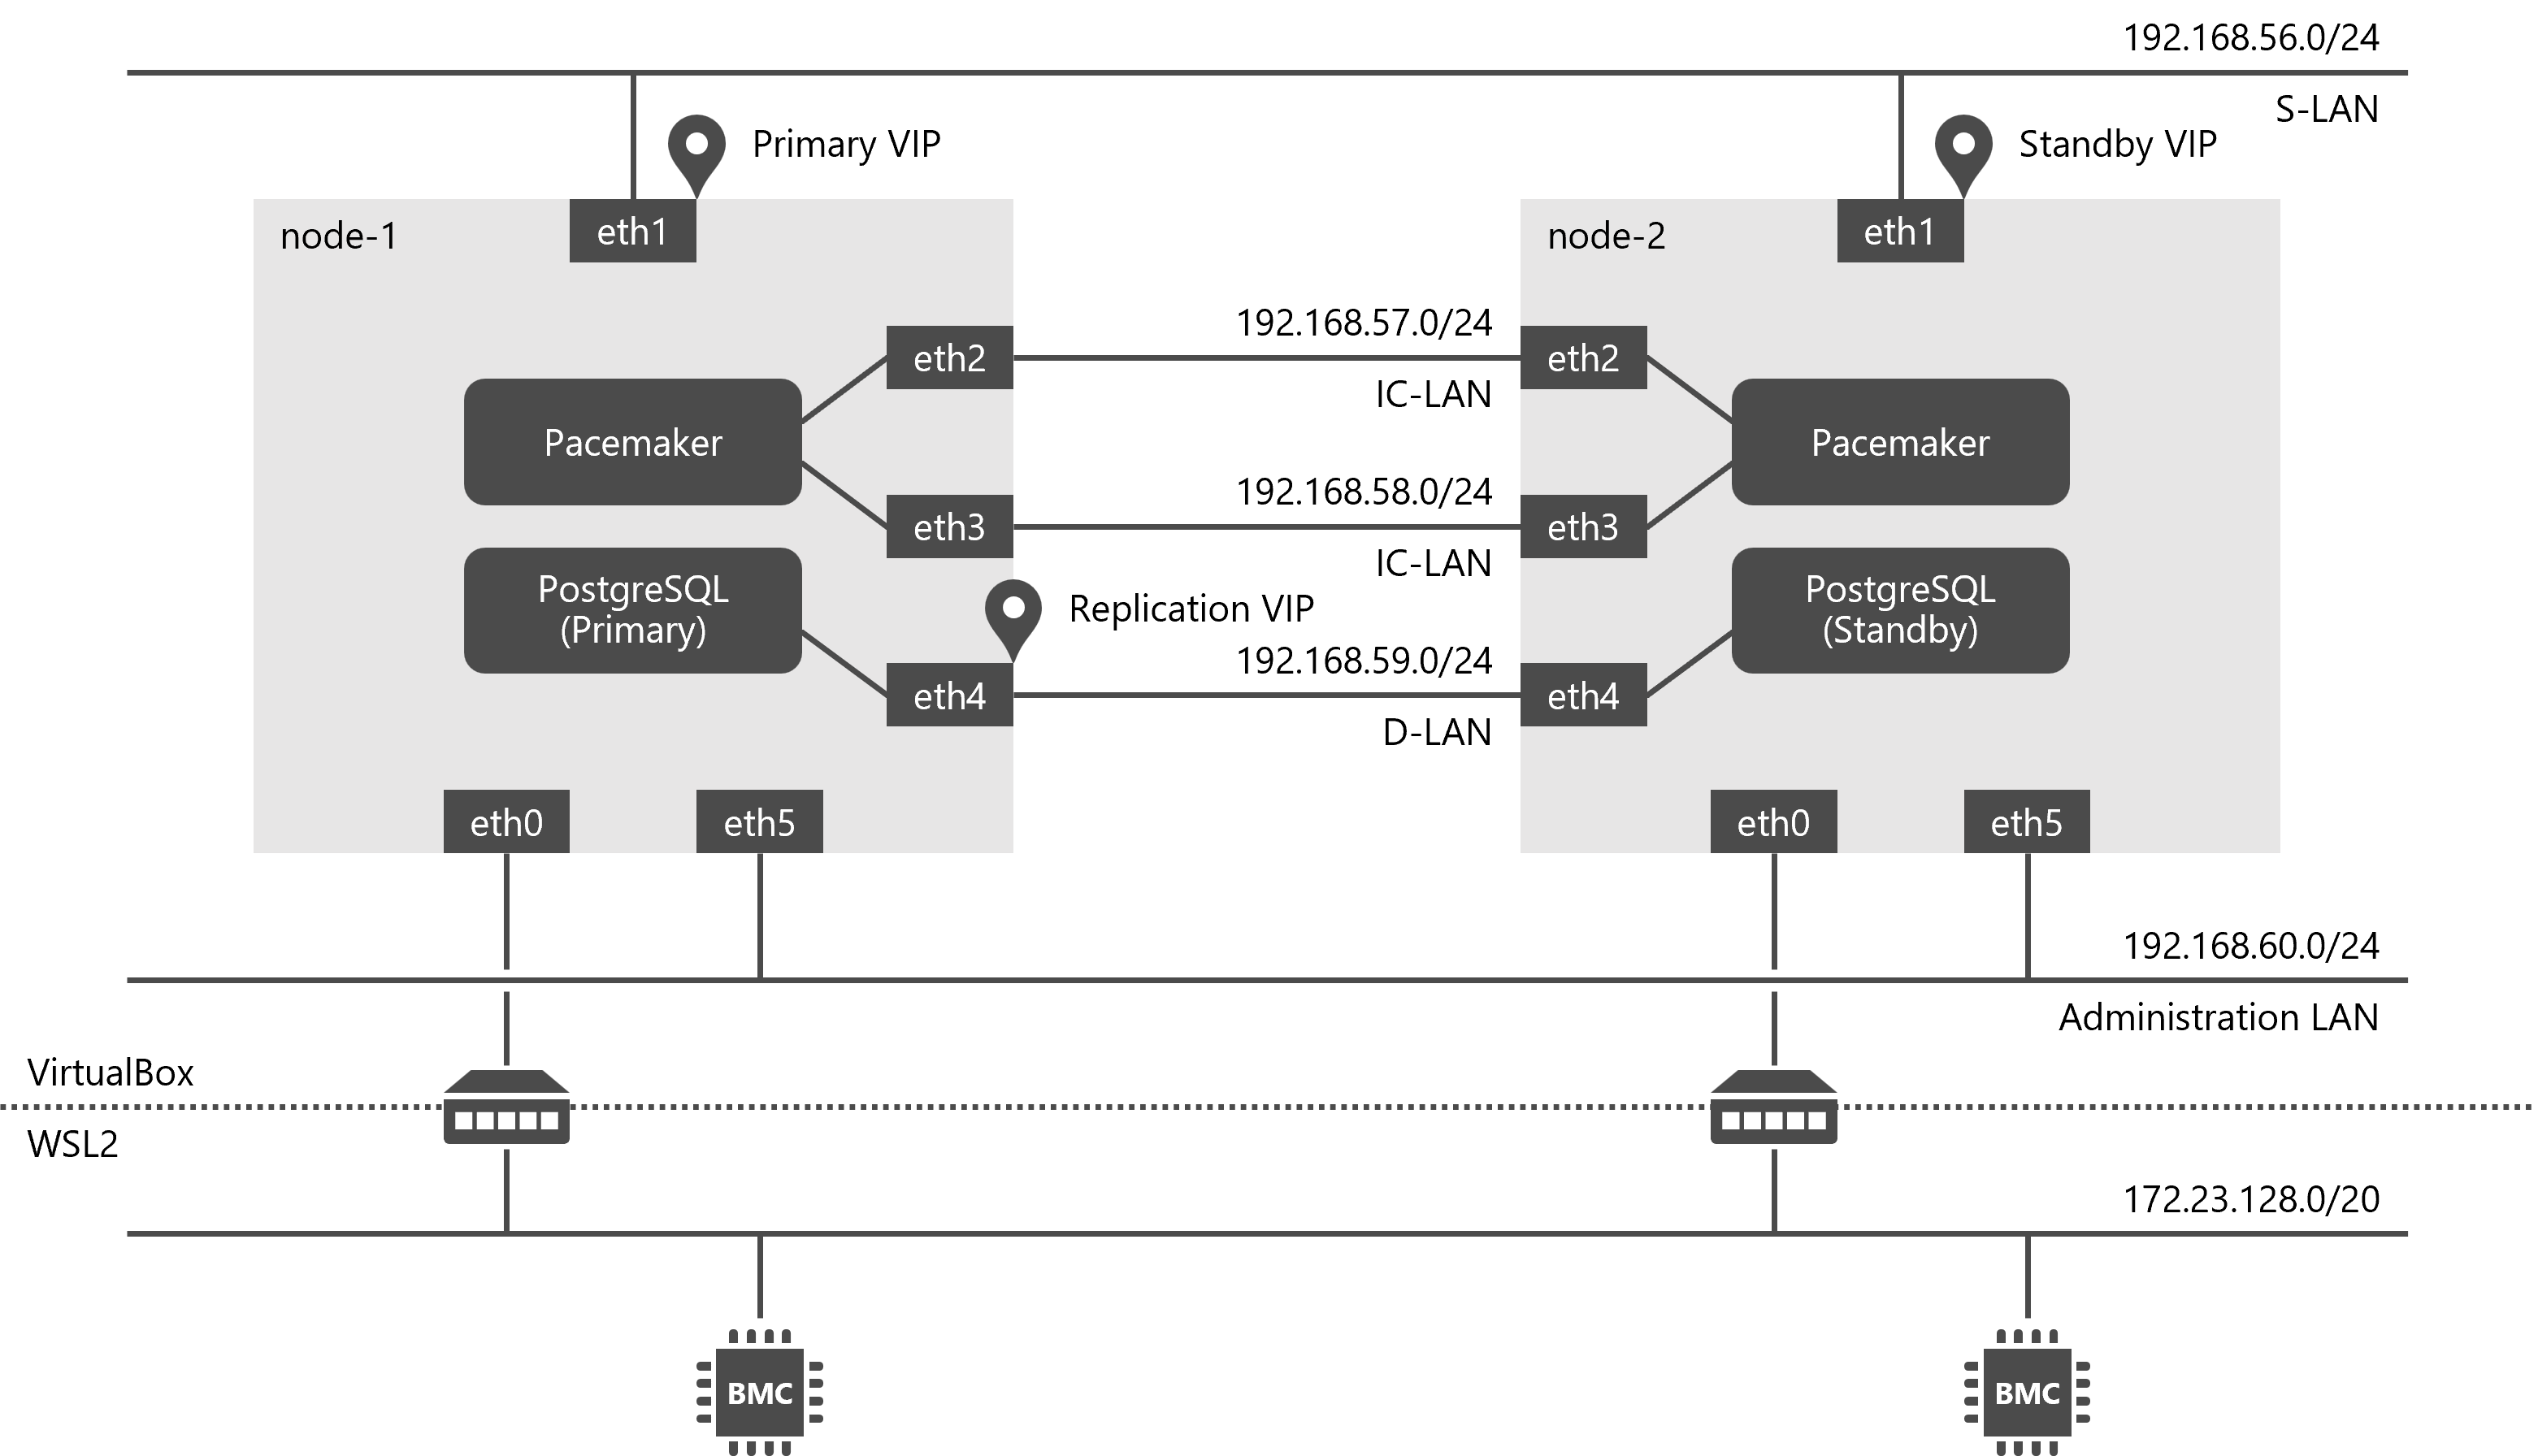 192.168.56.0/24
S-LAN
Primary VIP
Standby VIP
node-1
eth1
node-2
eth1
192.168.57.0/24
eth2
eth2
IC-LAN
Pacemaker
Pacemaker
192.168.58.0/24
eth3
eth3
IC-LAN
PostgreSQL
(Primary)
PostgreSQL
(Standby)
Replication VIP
192.168.59.0/24
eth4
eth4
D-LAN
eth0
eth5
eth0
eth5
192.168.60.0/24
Administration LAN
VirtualBox
WSL2
172.23.128.0/20
BMC
BMC